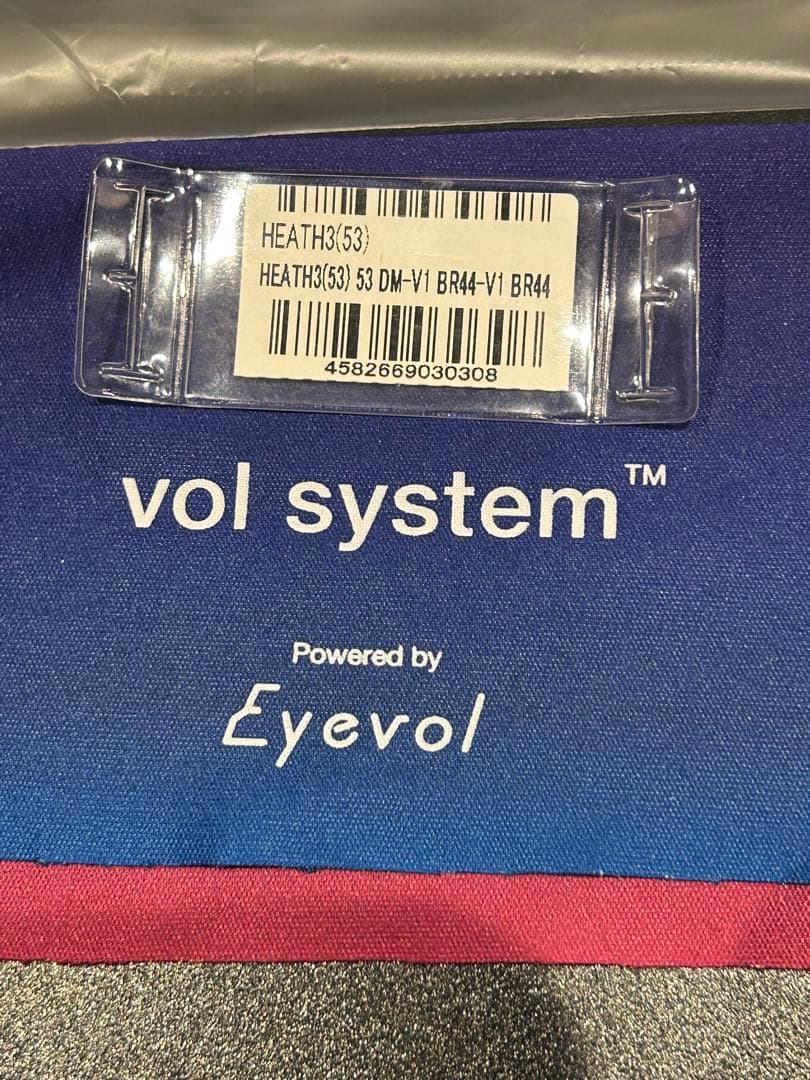 HEATH3(53)
HEATH3(53) 53 DM-V1 BR44-V1 BR44
4582669030308
vol system™
Powered by
Eyevol